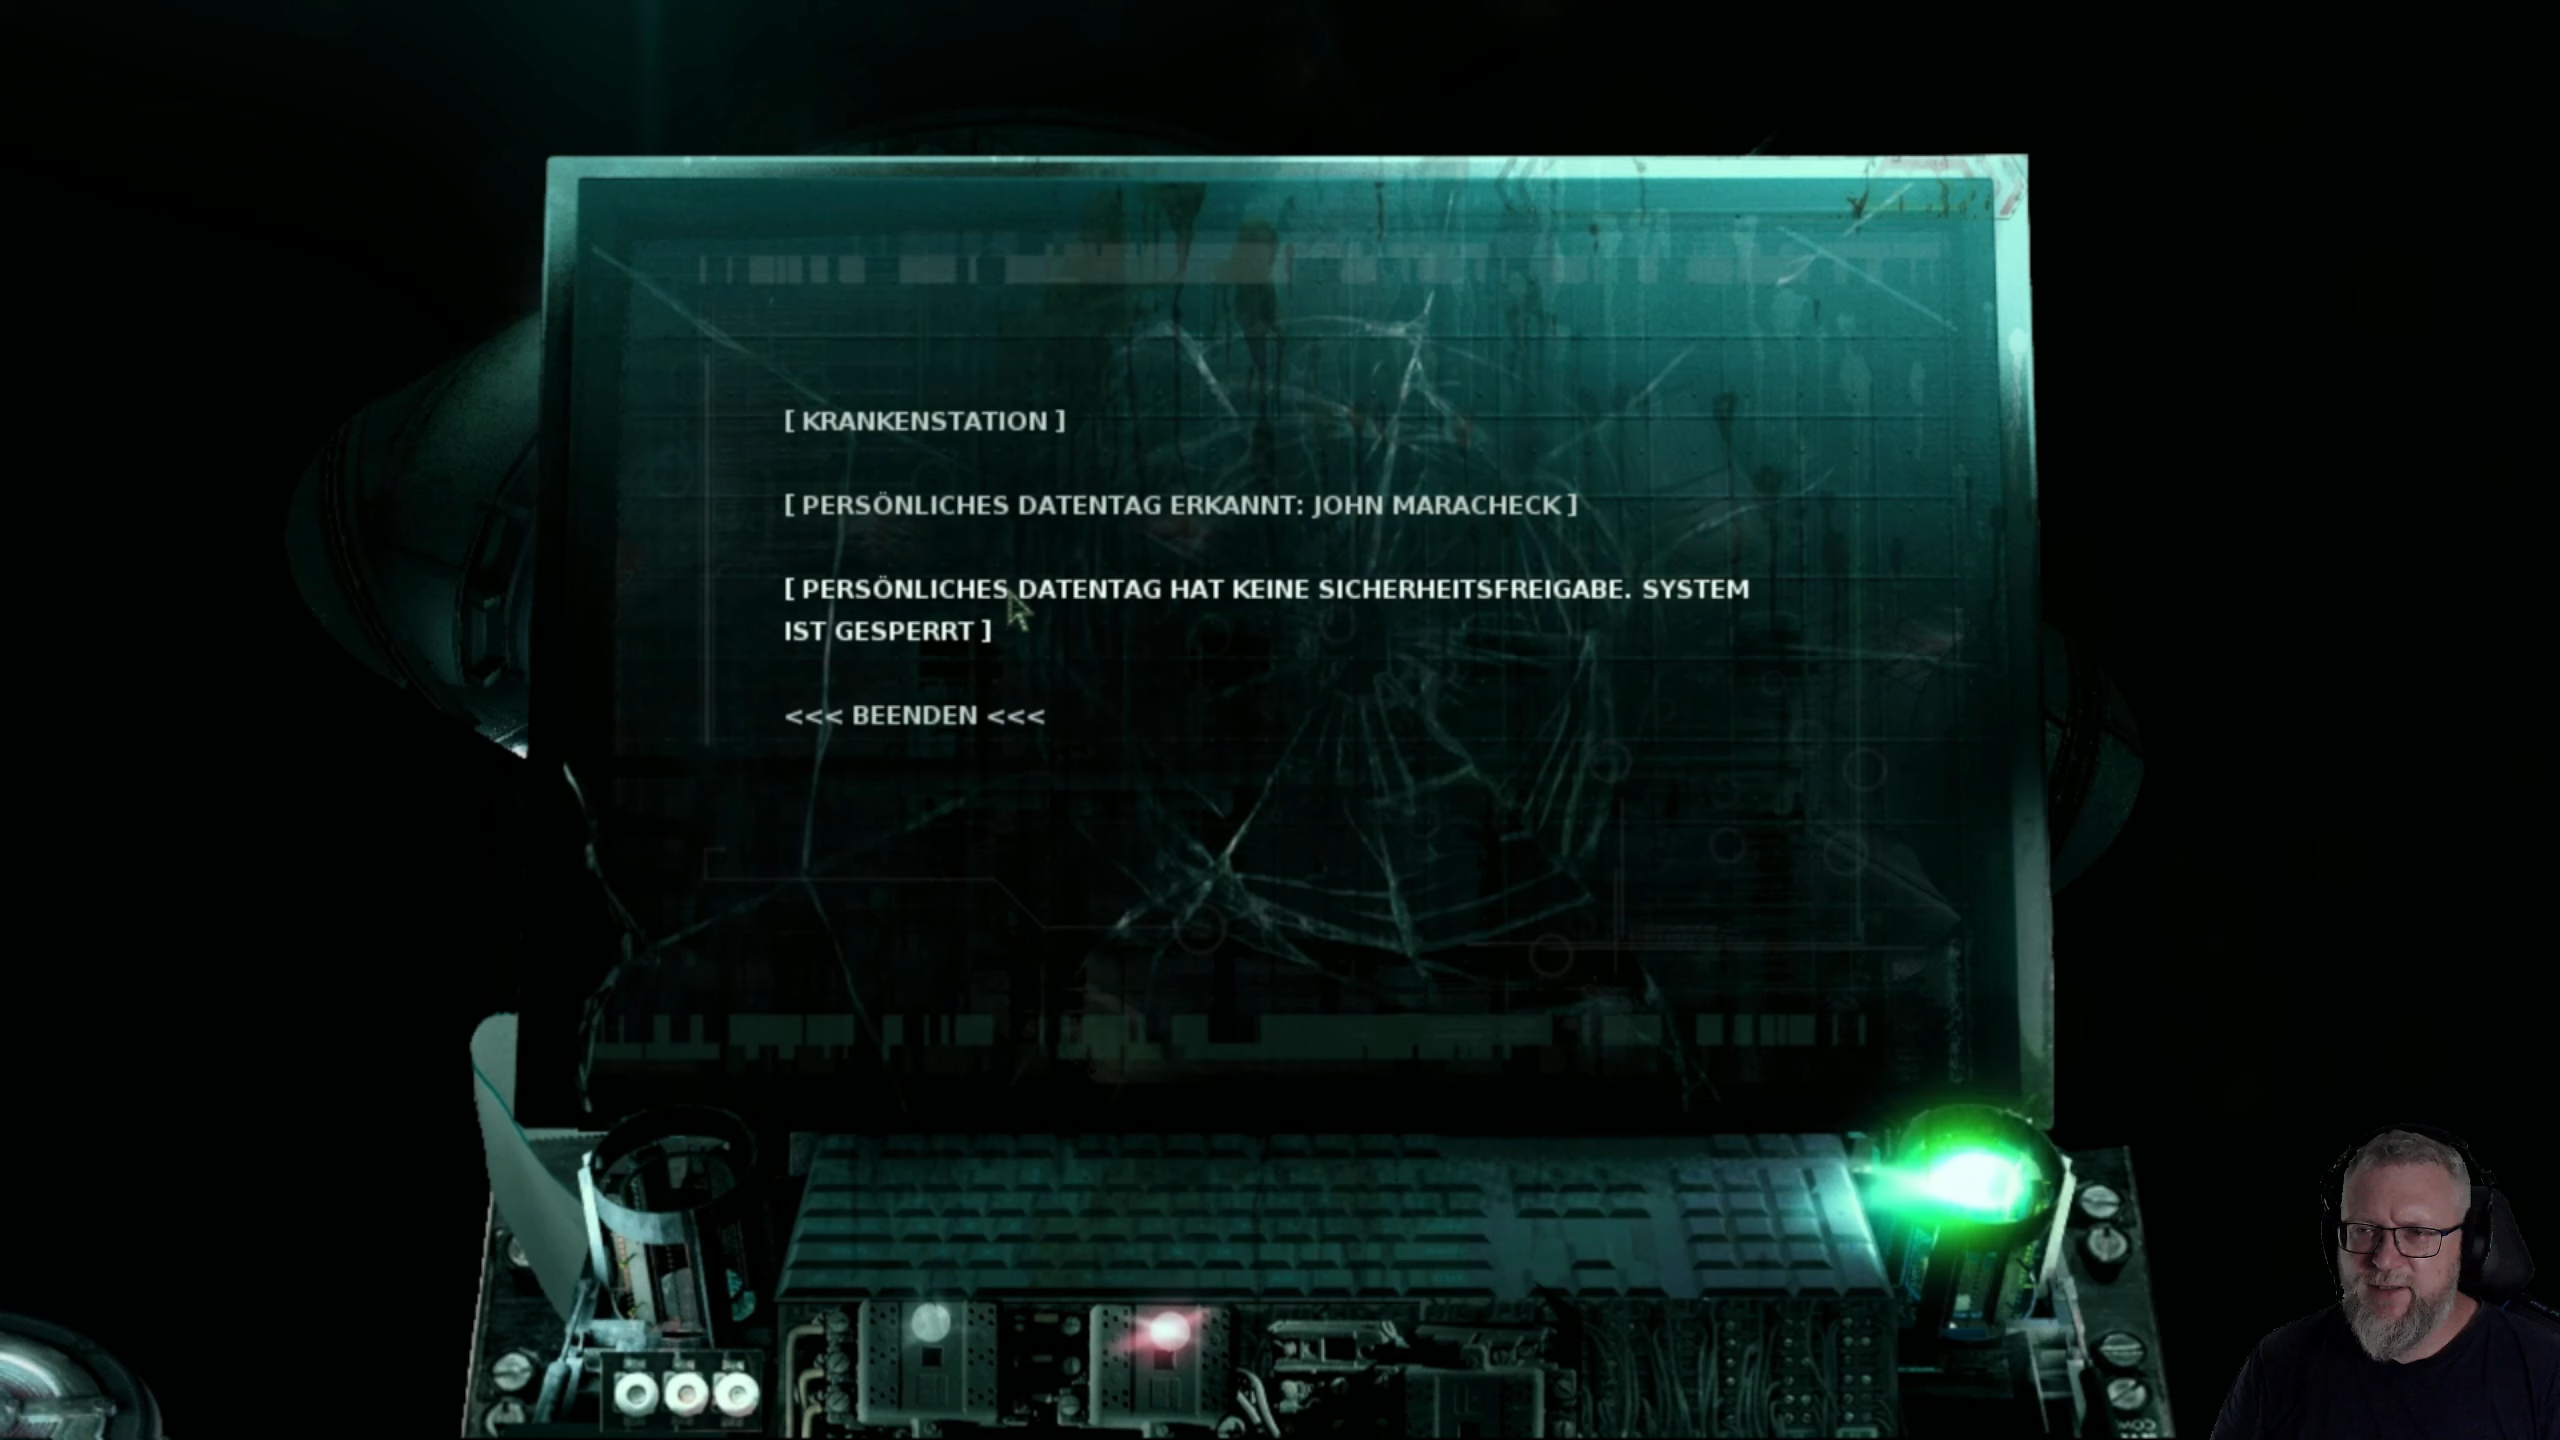 [ KRANKENSTATION ]
[ PERSÖNLICHES DATENTAG ERKANNT: JOHN MARACHECK ]
[ PERSÖNLICHES DATENTAG HAT KEINE SICHERHEITSFREIGABE. SYSTEM
IST GESPERRT ]
<<< BEENDEN <<<